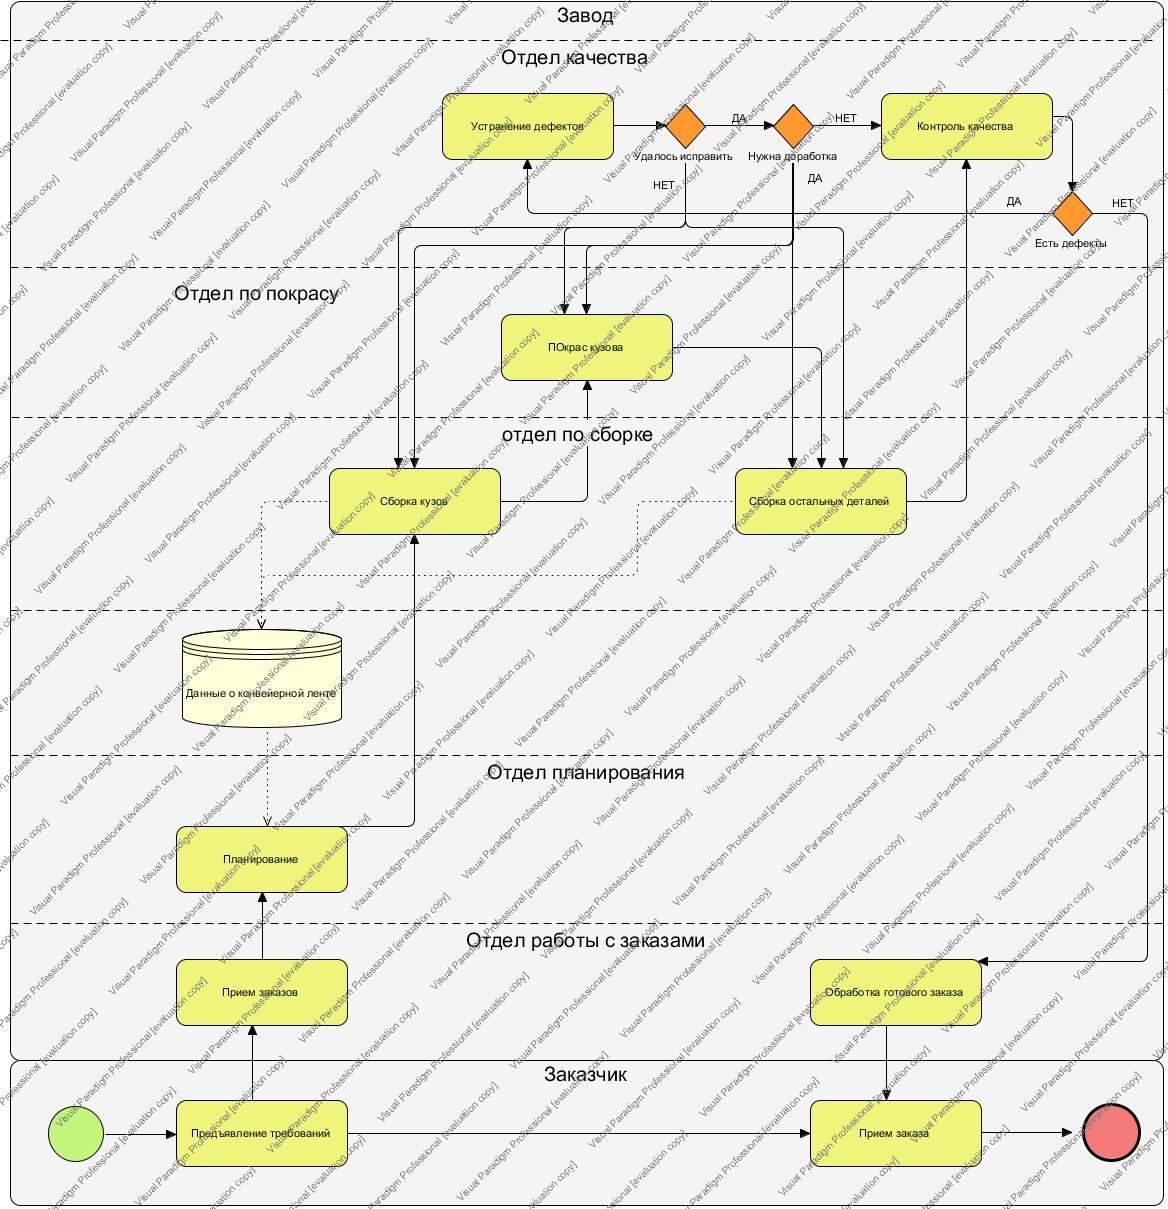 Завод
Отдел качества
Устранение дефектов
ДА
НЕТ
Контроль качества
Удалось исправить
Нужна доработка
НЕТ
ДА
ДА
НЕТ
Есть дефекты
Отдел по покрасу
ПОкрас кузова
отдел по сборке
Сборка кузов
Сборка остальных деталей
Данные о конвейерной ленте
Отдел планирования
Планирование
Отдел работы с заказами
Прием заказов
Обработка готового заказа
Заказчик
Предъявление требований
Прием заказа
Visual Paradigm Professional [evaluation copy]